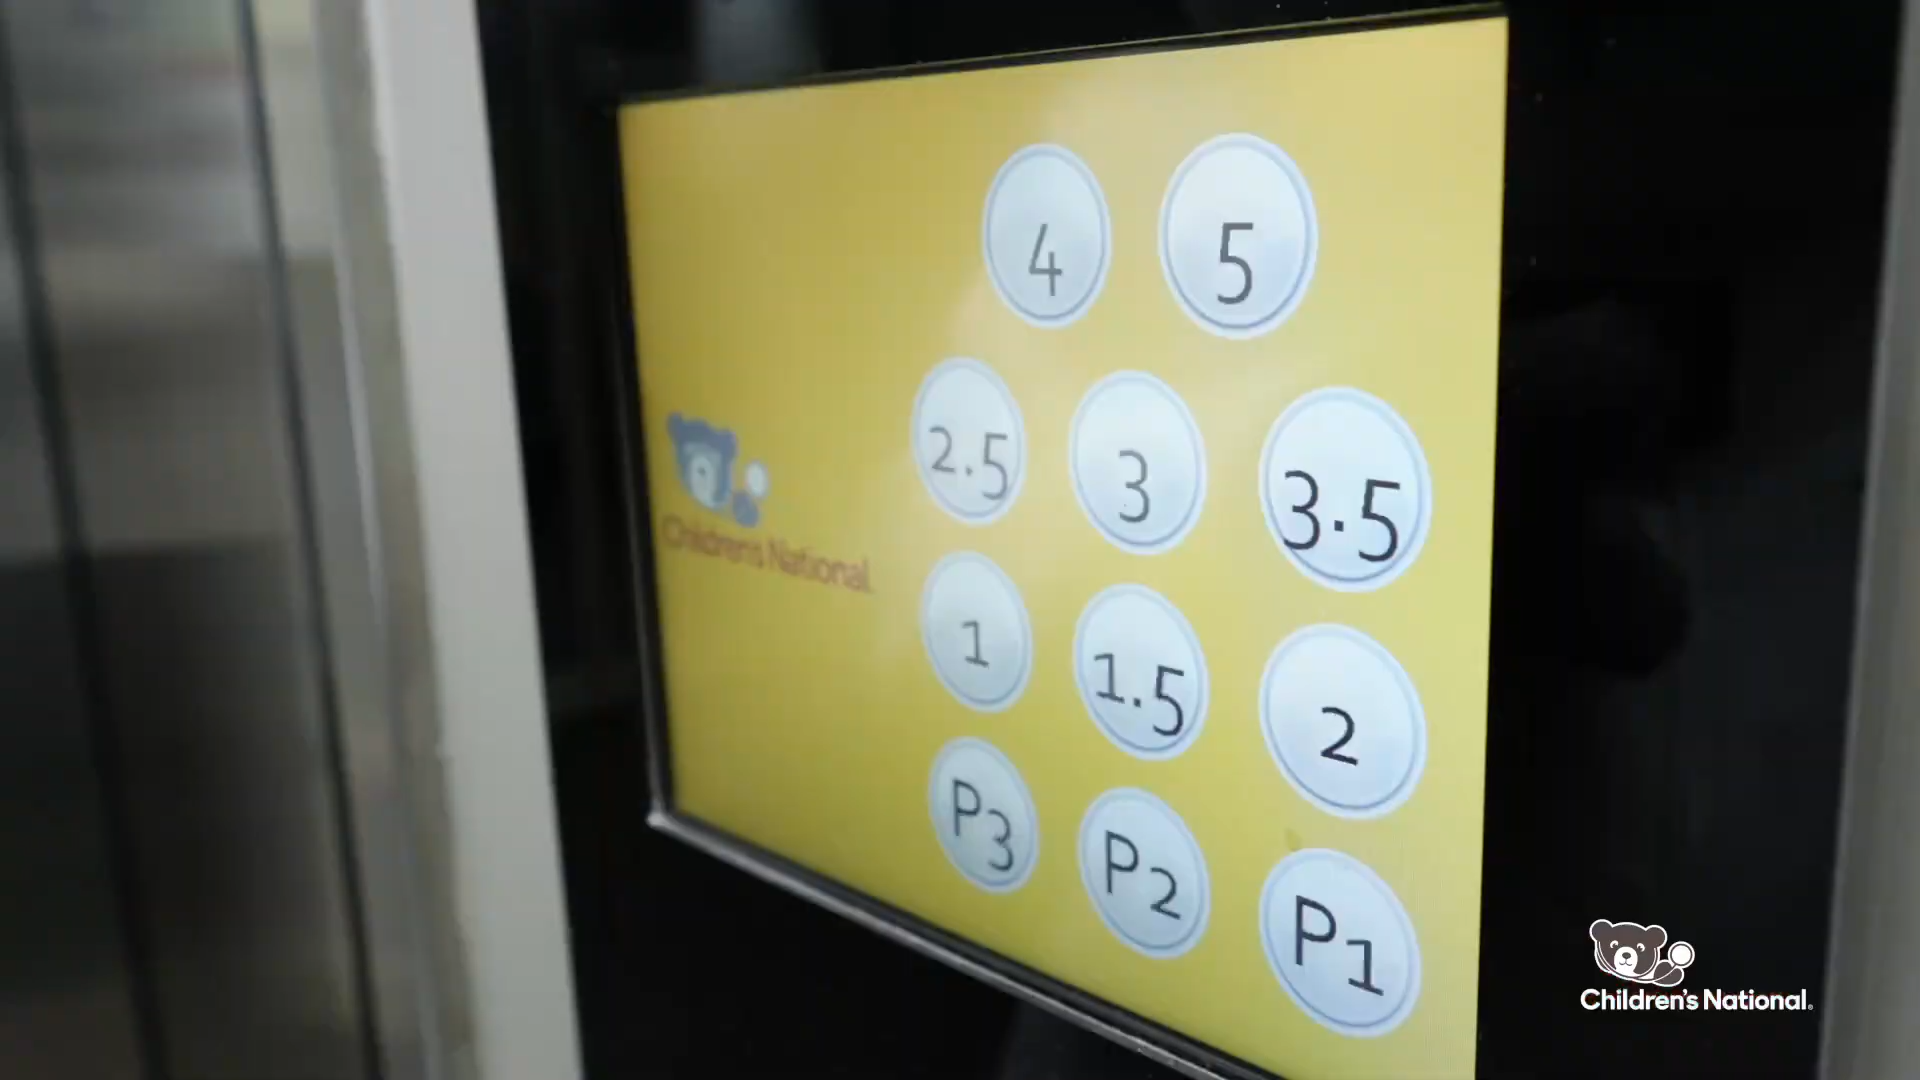 4 5
2.5 3 3.5
Children's National
1 1.5 2
P3 P2 P1
Children's National